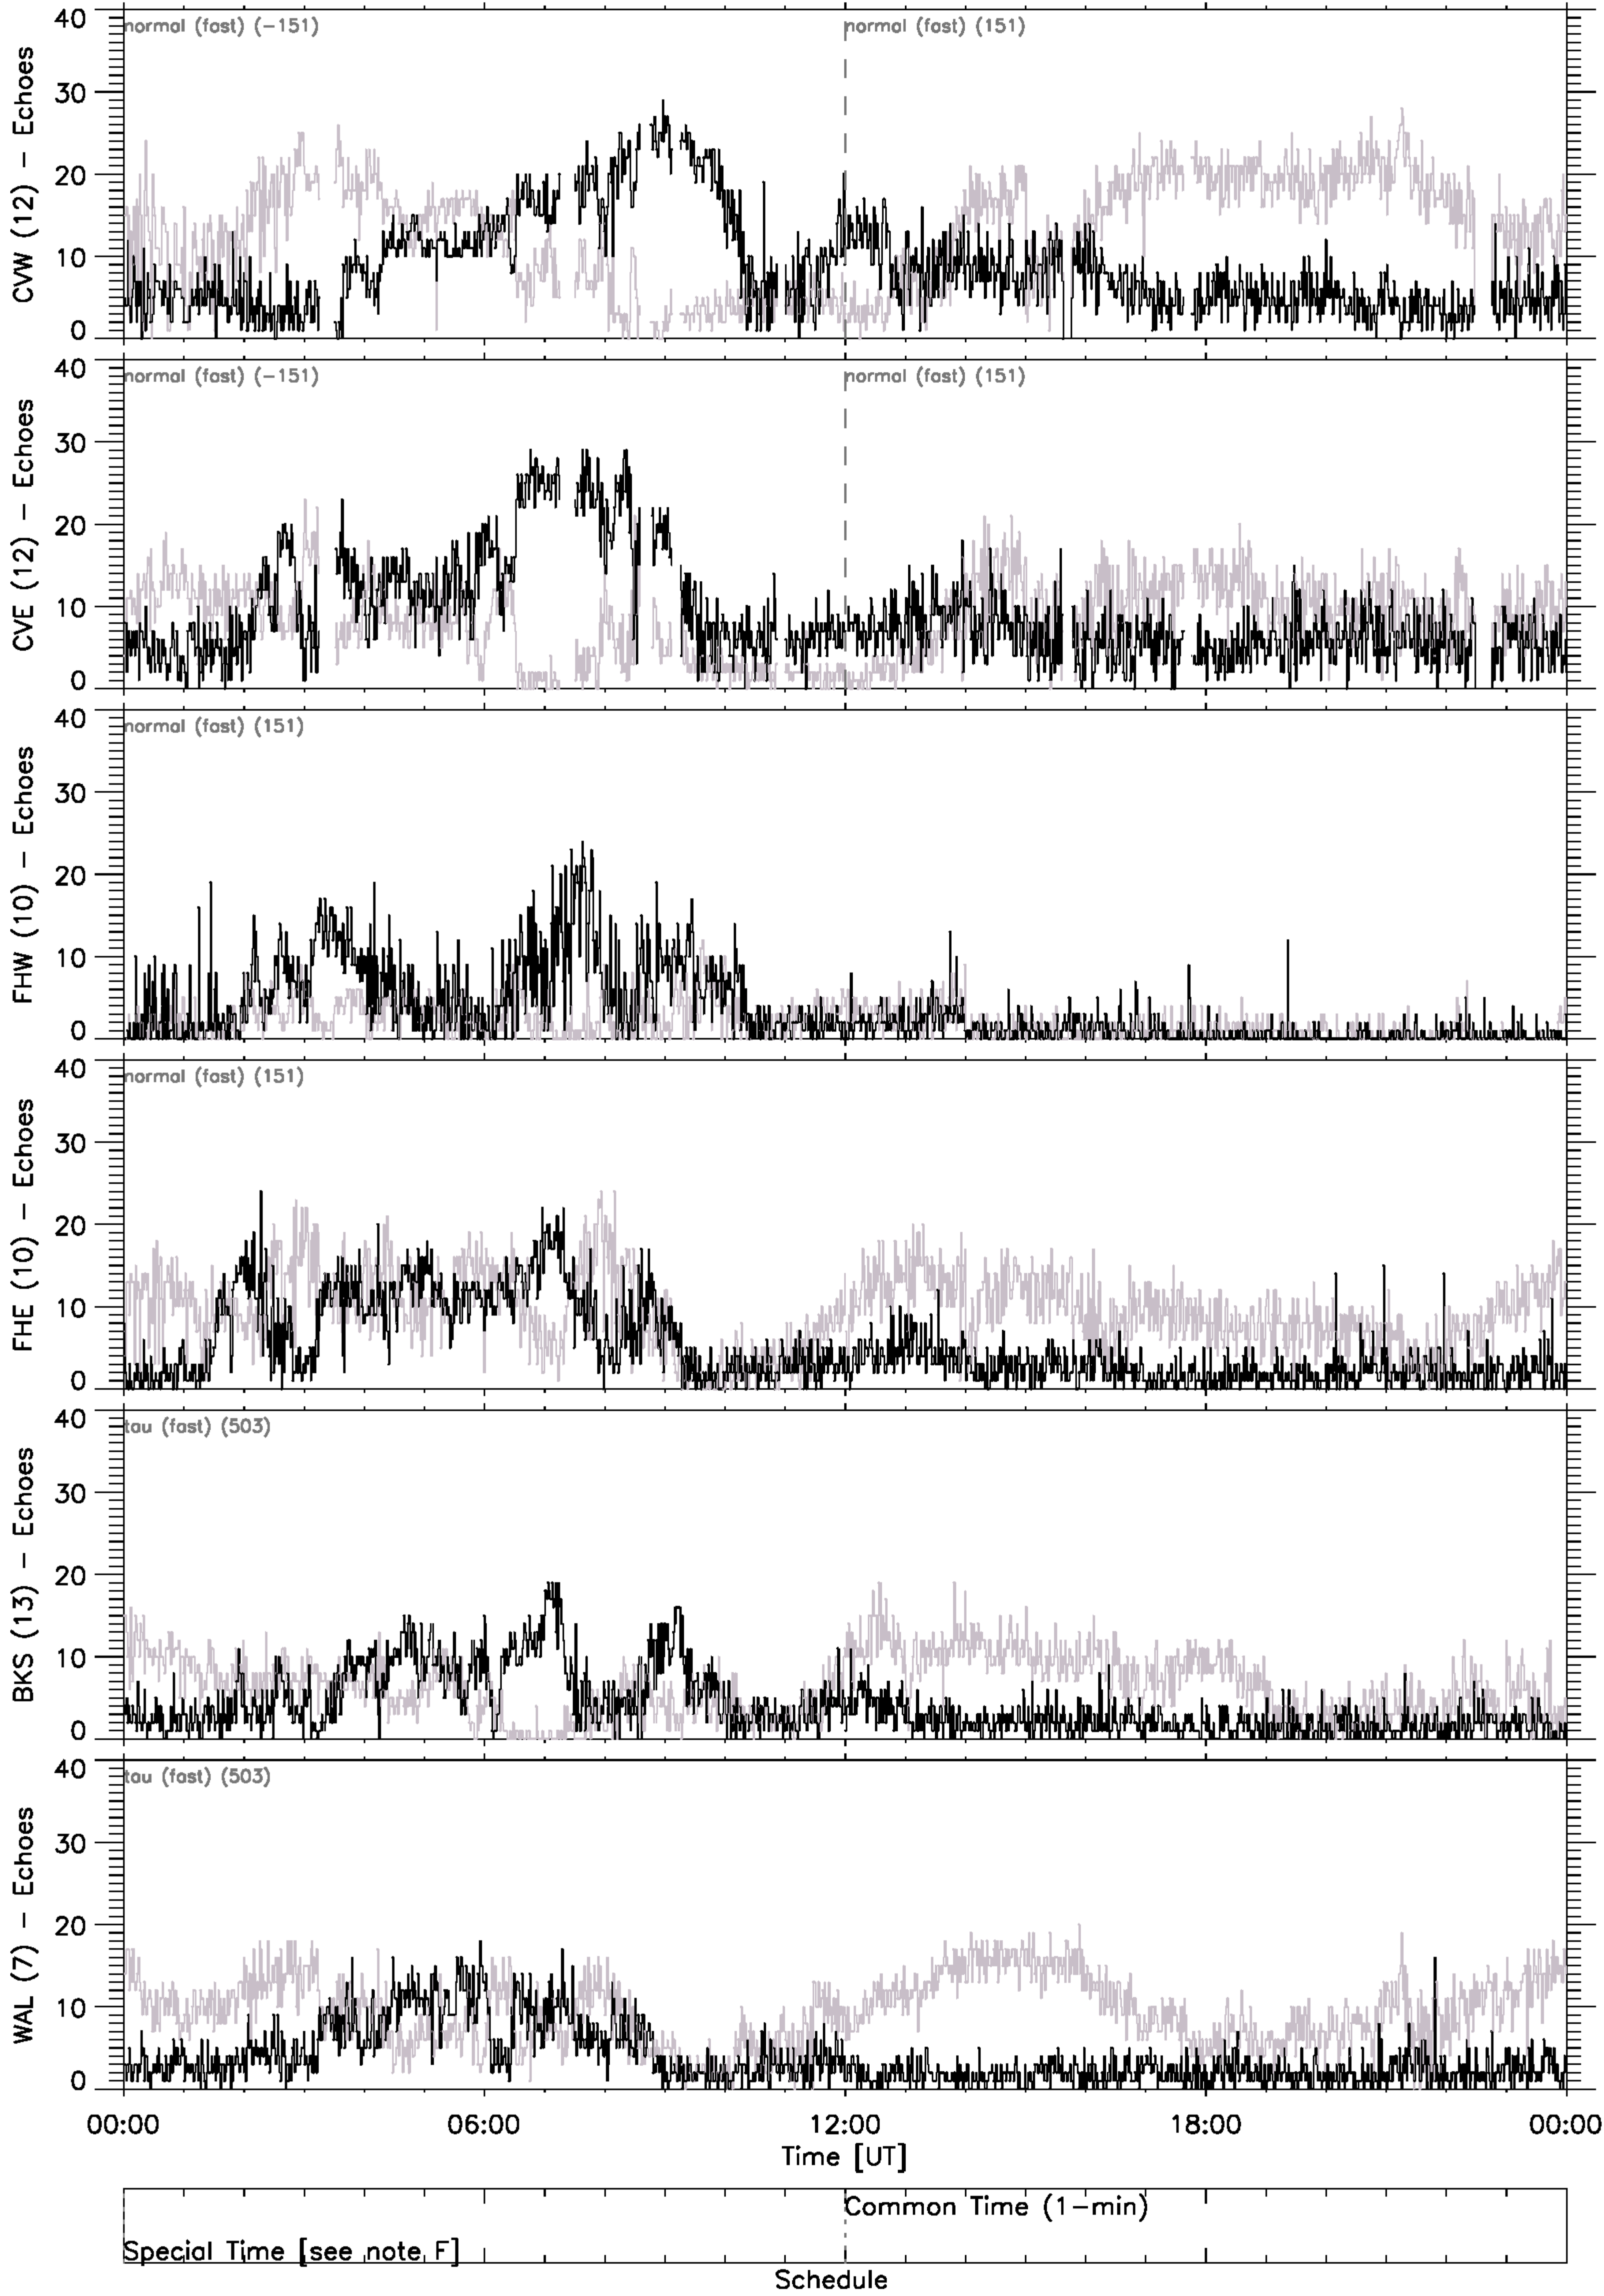 normal (fast) (-151) normal (fast) (151)
CVW (12) - Echoes
40
30
20
10
0
normal (fast) (-151) normal (fast) (151)
CVE (12) - Echoes
40
30
20
10
0
normal (fast) (151)
FHW (10) - Echoes
40
30
20
10
0
normal (fast) (151)
FHE (10) - Echoes
40
30
20
10
0
tau (fast) (503)
BKS (13) - Echoes
40
30
20
10
0
tau (fast) (503)
WAL (7) - Echoes
40
30
20
10
0
00:00 06:00 12:00 18:00 00:00
Time [UT]
Common Time (1-min)
Special Time [see note F]
Schedule